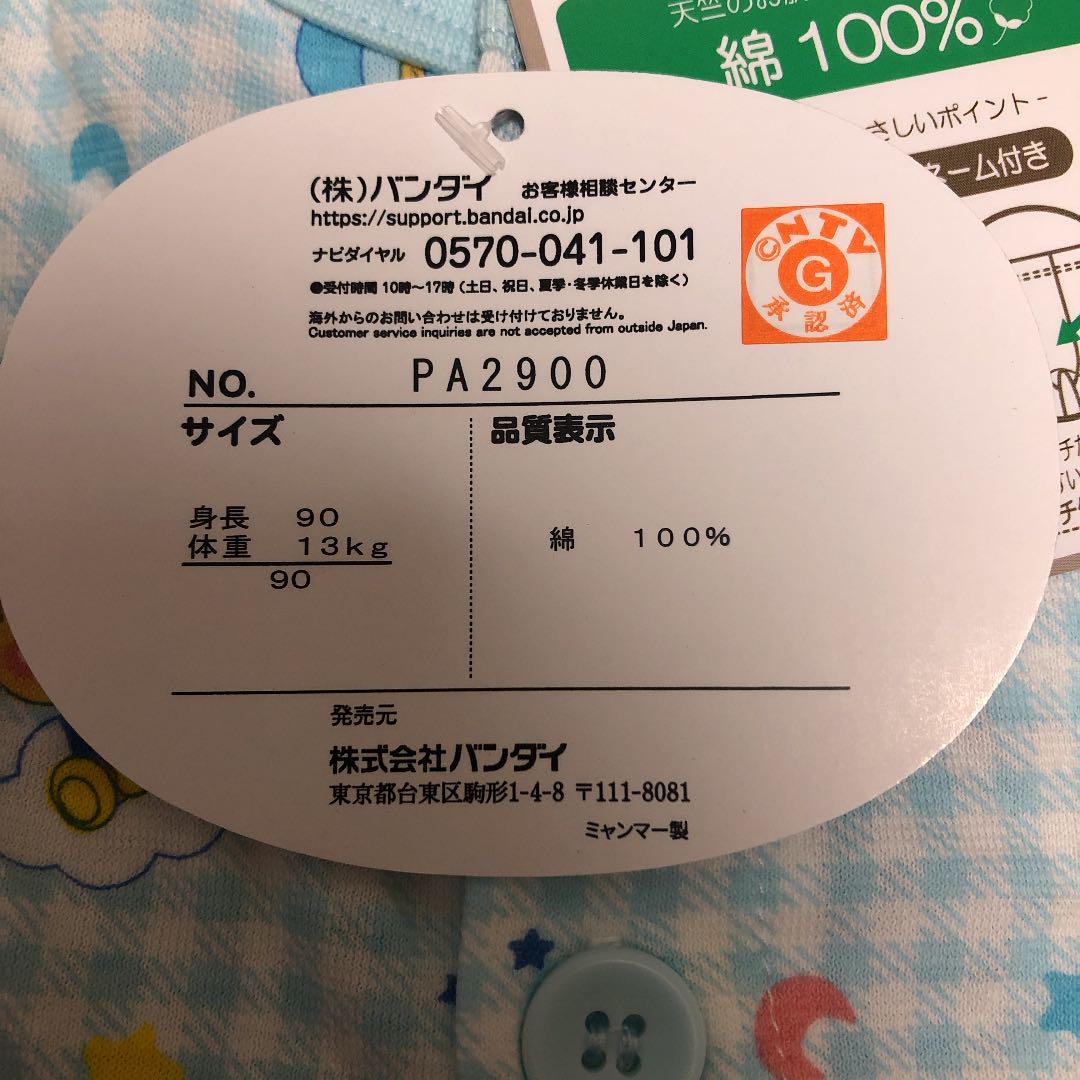 天竺の
綿 100%
さしいポイント-
ネーム付き
(株)バンダイ お客様相談センター
https://support.bandai.co.jp
ナビダイヤル 0570-041-101
●受付時間 10時～17時(土日、祝日、夏季・冬季休業日を除く)
海外からのお問い合わせは受け付けておりません。
Customer service inquiries are not accepted from outside Japan.
©NTV
G
承認済
NO. PA2900
サイズ 品質表示
身長 90
体重 13kg
綿 100%
90
発売元
株式会社バンダイ
東京都台東区駒形1-4-8 〒111-8081
ミャンマー製